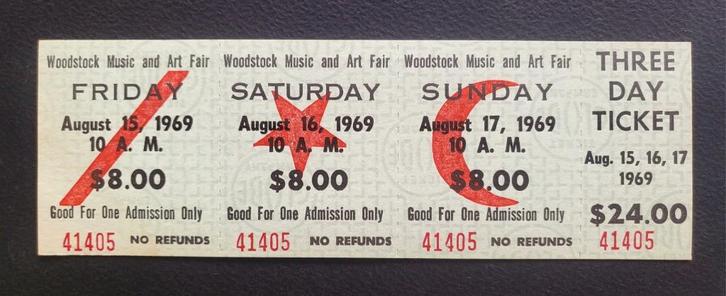 Woodstock Music and Art Fair
FRIDAY
August 15, 1969
10 A. M.
$8.00
Good For One Admission Only
41405 NO REFUNDS
Woodstock Music and Art Fair
SATURDAY
August 16, 1969
10 A. M.
$8.00
Good For One Admission Only
41405 NO REFUNDS
Woodstock Music and Art Fair
SUNDAY
August 17, 1969
10 A. M.
$8.00
Good For One Admission Only
41405 NO REFUNDS
THREE
DAY
TICKET
Aug. 15, 16, 17
1969
$24.00
41405